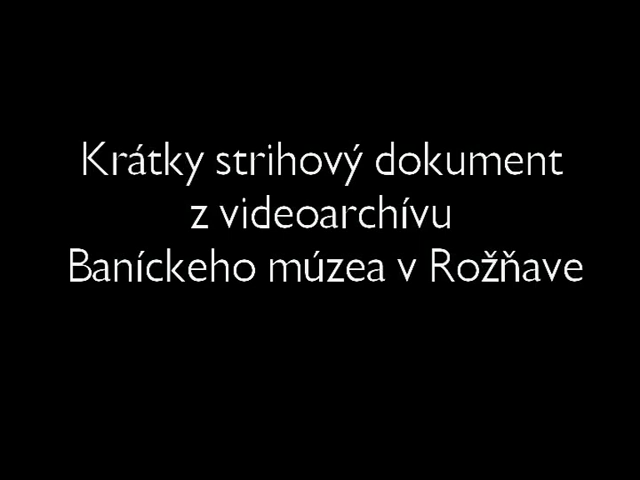 Krátky strihový dokument
z videoarchívu
Baníckeho múzea v Rožňave